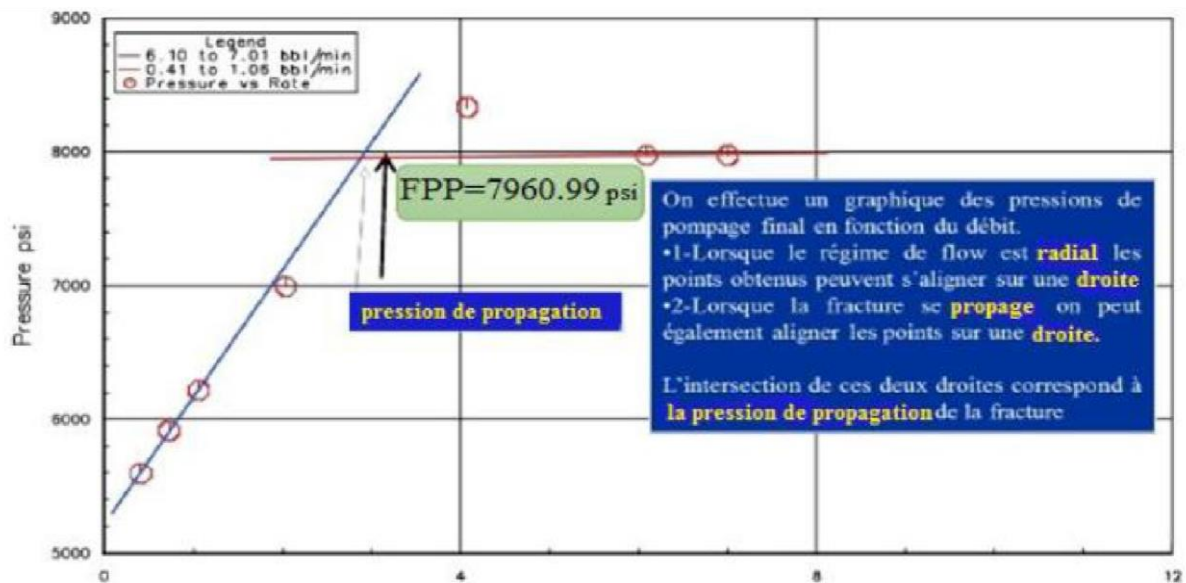 9000
Legend
6.10 to 7.01 bbl/min
0.41 to 1.06 bbl/min
Pressure vs Rate
8000
FPP=7960.99 psi
On effectue un graphique des pressions de
pompage final en fonction du débit.
•1-Lorsque le régime de flow est radial les
points obtenus peuvent s'aligner sur une droite
•2-Lorsque la fracture se propage on peut
également aligner les points sur une droite.
L'intersection de ces deux droites correspond à
la pression de propagation de la fracture
Pressure psi
7000
pression de propagation
6000
5000
0
4
8
12